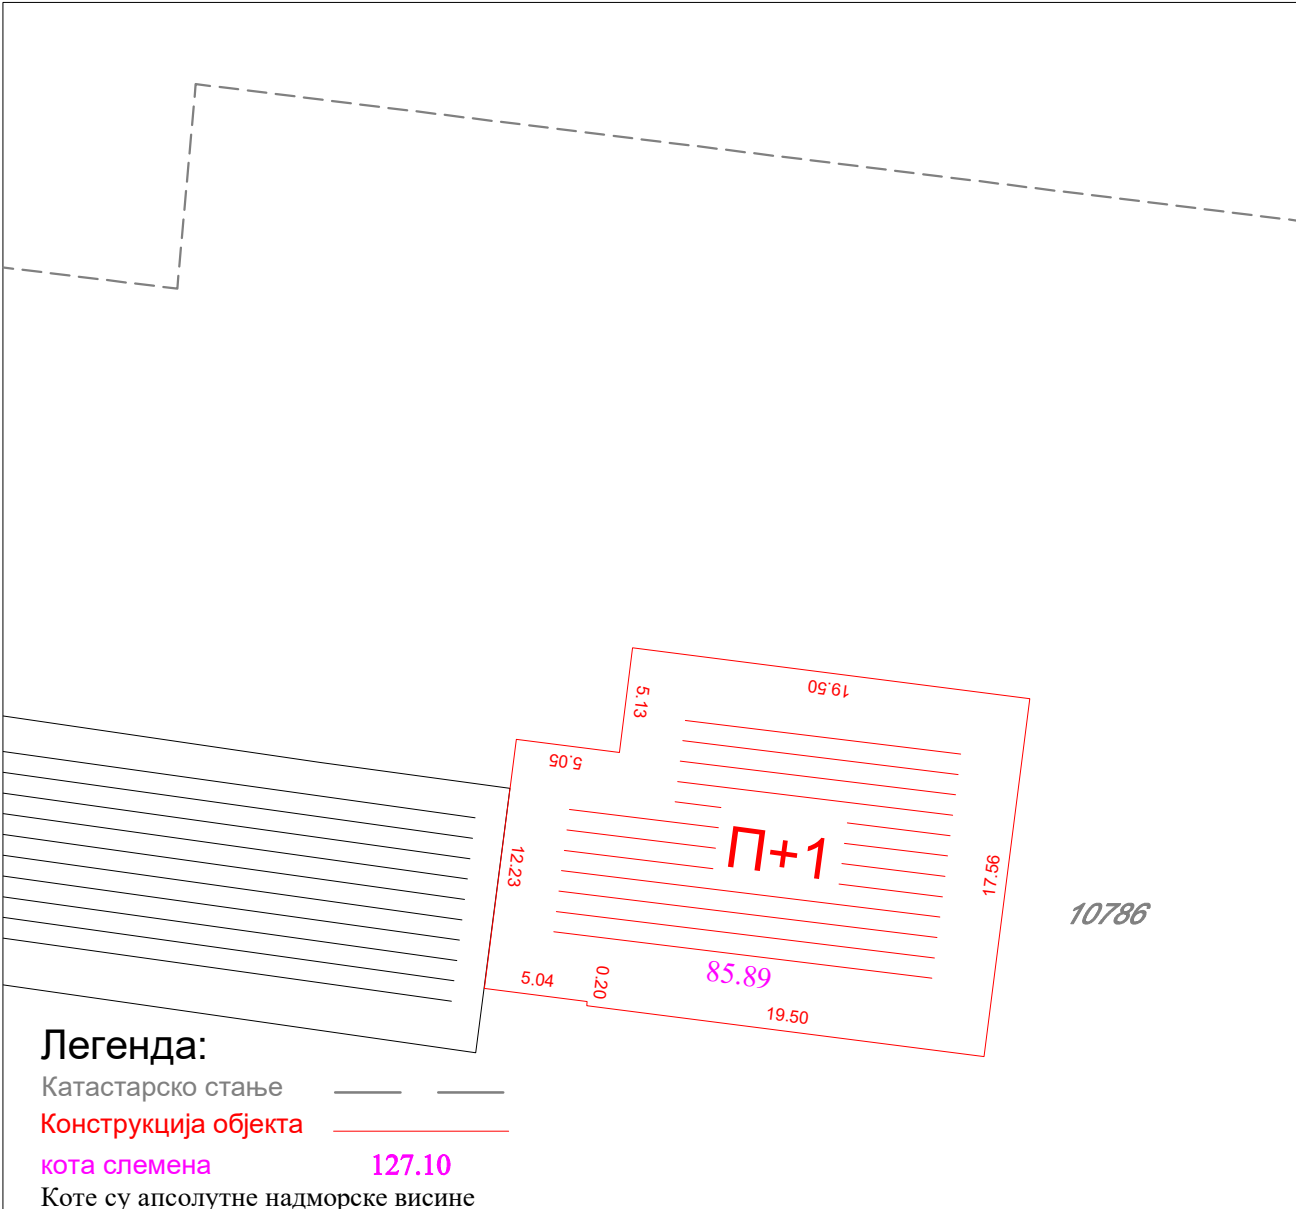 19.50
5.13
5.05
П+1
12.23
17.56
10786
85.89
5.04
0.20
19.50
Легенда:
Катастарско стање
Конструкција објекта
кота слемена 127.10
Коте су апсолутне надморске висине